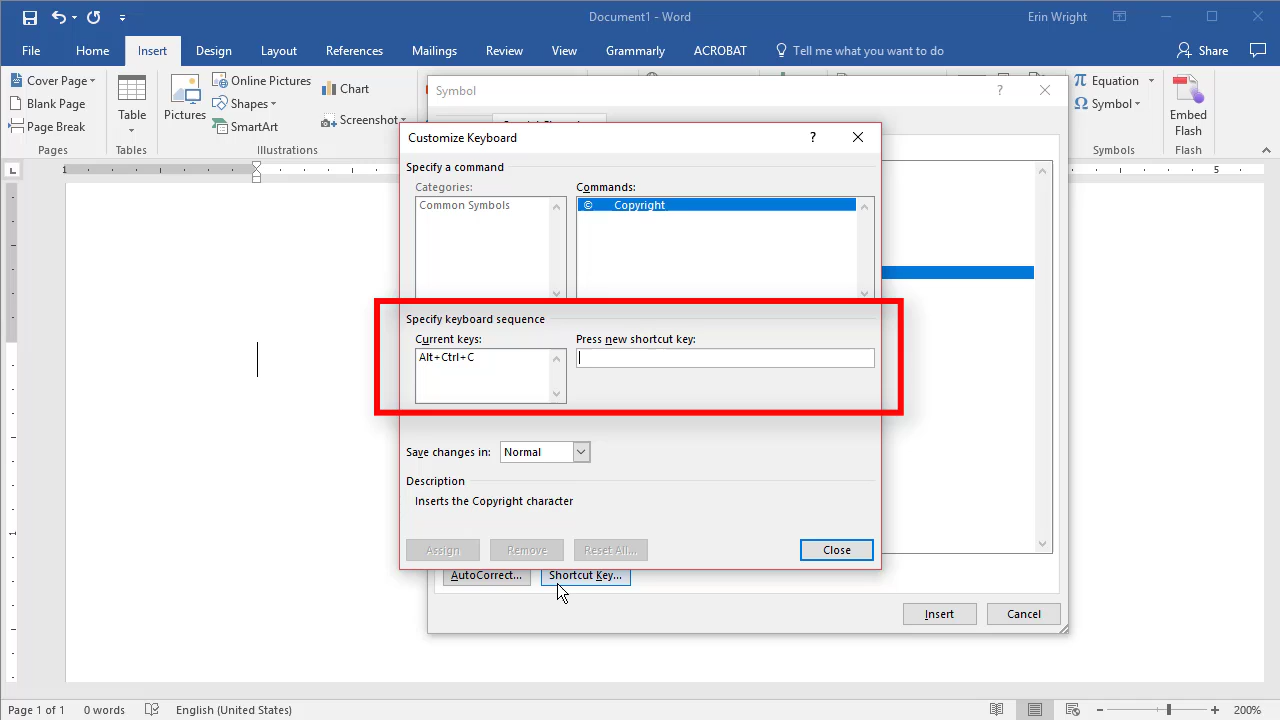 Document1 - Word
Erin Wright
File Home Insert Design Layout References Mailings Review View Grammarly ACROBAT Tell me what you want to do Share
Cover Page
Blank Page
Page Break
Pages
Table
Tables
Pictures
Online Pictures
Shapes
SmartArt
Chart
Screenshot
Illustrations
Equation
Symbol
Symbols
Embed
Flash
Flash
Symbol
?
Customize Keyboard
?
Specify a command
Categories:
Commands:
Common Symbols
© Copyright
Specify keyboard sequence
Current keys:
Press new shortcut key:
Alt+Ctrl+C
Save changes in: Normal
Description
Inserts the Copyright character
Assign Remove Reset All... Close
AutoCorrect... Shortcut Key...
Insert Cancel
L
1
5
1
Page 1 of 1 0 words English (United States) 200%